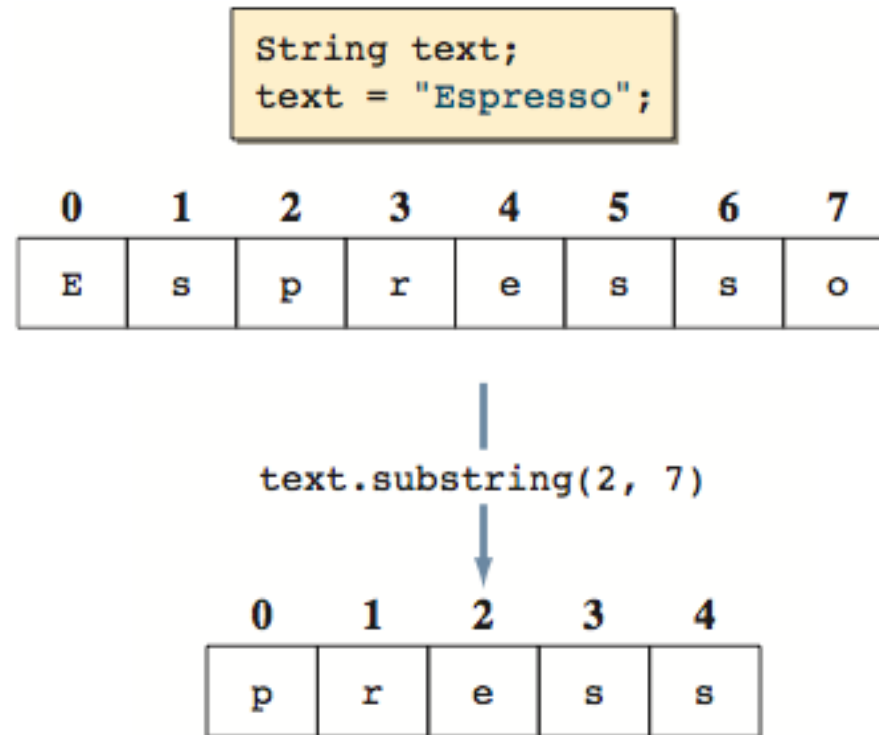 String text;
text = "Espresso";
0 1 2 3 4 5 6 7
E s p r e s s o
text.substring(2, 7)
0 1 2 3 4
p r e s s